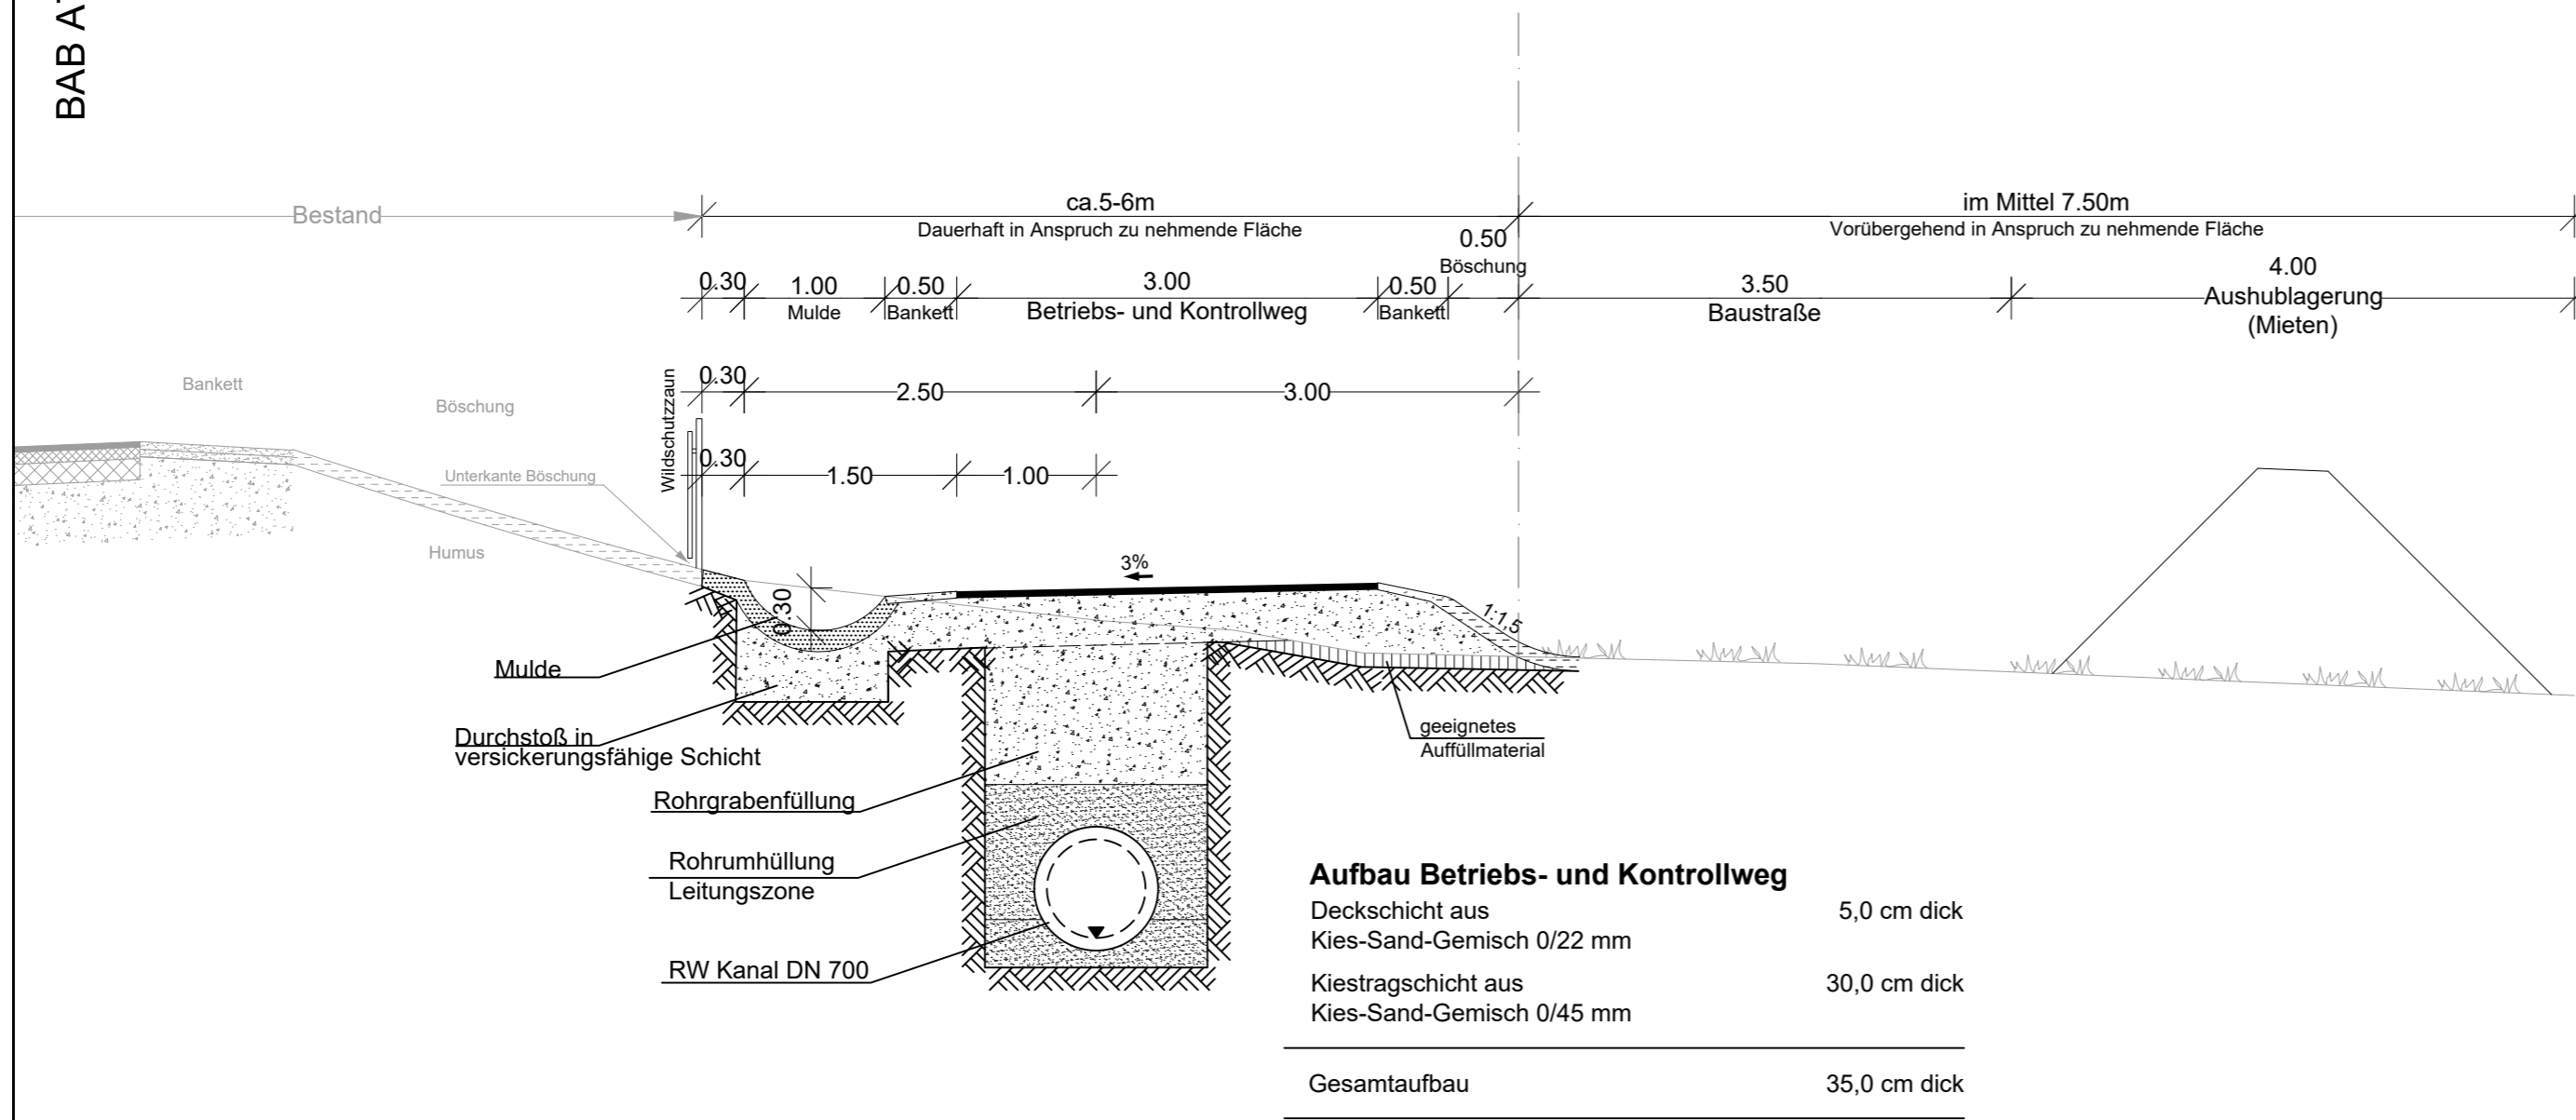 BAB A
Bestand
ca.5-6m
Dauerhaft in Anspruch zu nehmende Fläche
im Mittel 7.50m
Vorübergehend in Anspruch zu nehmende Fläche
0.50
Böschung
0.30
1.00
Mulde
0.50
Bankett
3.00
Betriebs- und Kontrollweg
0.50
Bankett
3.50
Baustraße
4.00
Aushublagerung
(Mieten)
Wildschutzzaun
0.30
2.50
3.00
0.30
1.50
1.00
Bankett
Böschung
Unterkante Böschung
Humus
0.30
3%
1:1,5
Mulde
Durchstoß in
versickerungsfähige Schicht
Rohrgrabenfüllung
Rohrumhüllung
Leitungszone
RW Kanal DN 700
geeignetes
Auffüllmaterial
Aufbau Betriebs- und Kontrollweg
Deckschicht aus 5,0 cm dick
Kies-Sand-Gemisch 0/22 mm
Kiestragschicht aus 30,0 cm dick
Kies-Sand-Gemisch 0/45 mm
Gesamtaufbau 35,0 cm dick